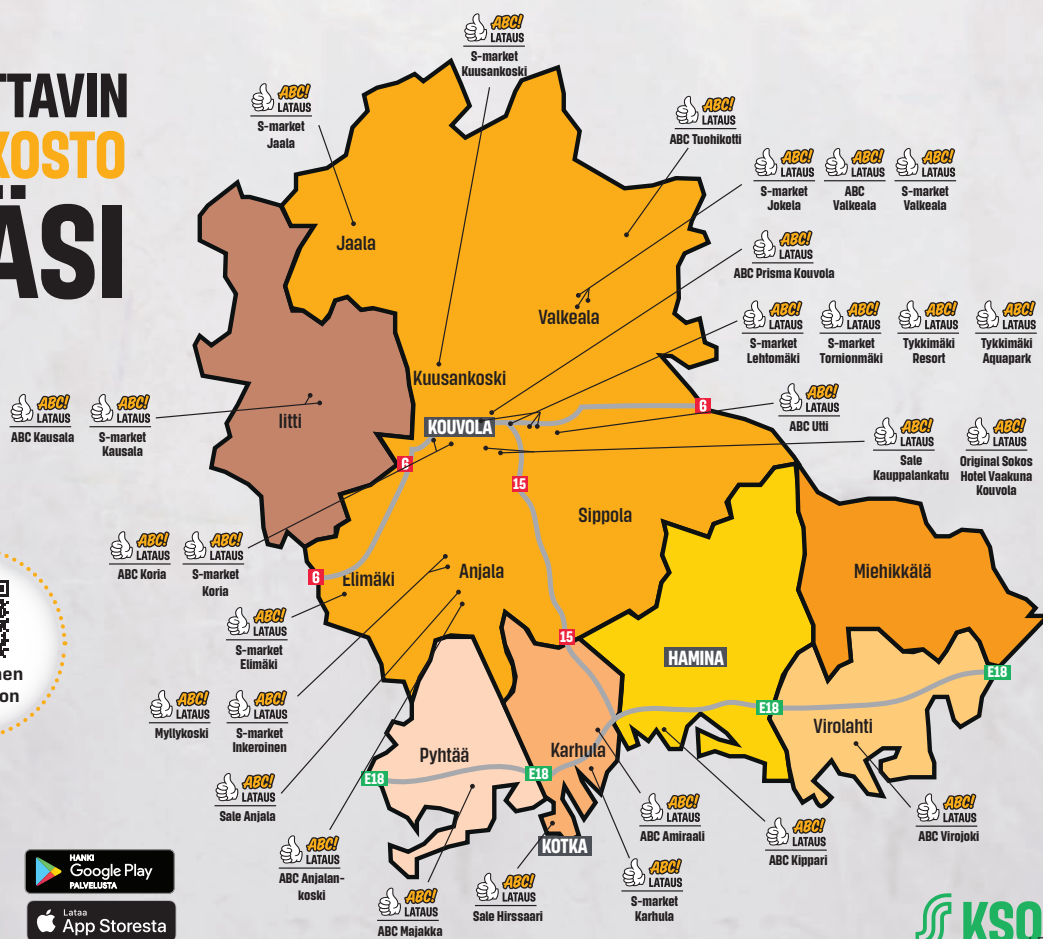 TTAVIN
KOSTO
ÄSI
ABC!
LATAUS
S-market
Kuusankoski
ABC!
LATAUS
S-market
Jaala
ABC!
LATAUS
ABC Tuohikotti
ABC!
LATAUS
S-market
Jokela
ABC!
LATAUS
ABC
Valkeala
ABC!
LATAUS
S-market
Valkeala
ABC!
LATAUS
ABC Prisma Kouvola
ABC!
LATAUS
S-market
Lehtomäki
ABC!
LATAUS
S-market
Tornionmäki
ABC!
LATAUS
Tykkimäki
Resort
ABC!
LATAUS
Tykkimäki
Aquapark
ABC!
LATAUS
ABC Utti
ABC!
LATAUS
Sale
Kauppalankatu
ABC!
LATAUS
Original Sokos
Hotel Vaakuna
Kouvola
ABC!
LATAUS
ABC Kausala
ABC!
LATAUS
S-market
Kausala
ABC!
LATAUS
ABC Koria
ABC!
LATAUS
S-market
Koria
ABC!
LATAUS
S-market
Elimäki
ABC!
LATAUS
Myllykoski
ABC!
LATAUS
S-market
Inkeroinen
ABC!
LATAUS
Sale Anjala
ABC!
LATAUS
ABC Anjalan-
koski
ABC!
LATAUS
ABC Majakka
ABC!
LATAUS
Sale Hirssaari
ABC!
LATAUS
S-market
Karhula
ABC!
LATAUS
ABC Amiraali
ABC!
LATAUS
ABC Kippari
ABC!
LATAUS
ABC Virojoki
Jaala
Valkeala
Kuusankoski
Iitti
KOUVOLA
6
6
6
15
15
Sippola
Elimäki
Anjala
Miehikkälä
HAMINA
E18
E18
E18
E18
Virolahti
Pyhtää
Karhula
KOTKA
nen
on
HANKI
Google Play
PALVELUSTA
Lataa
App Storesta
KSO